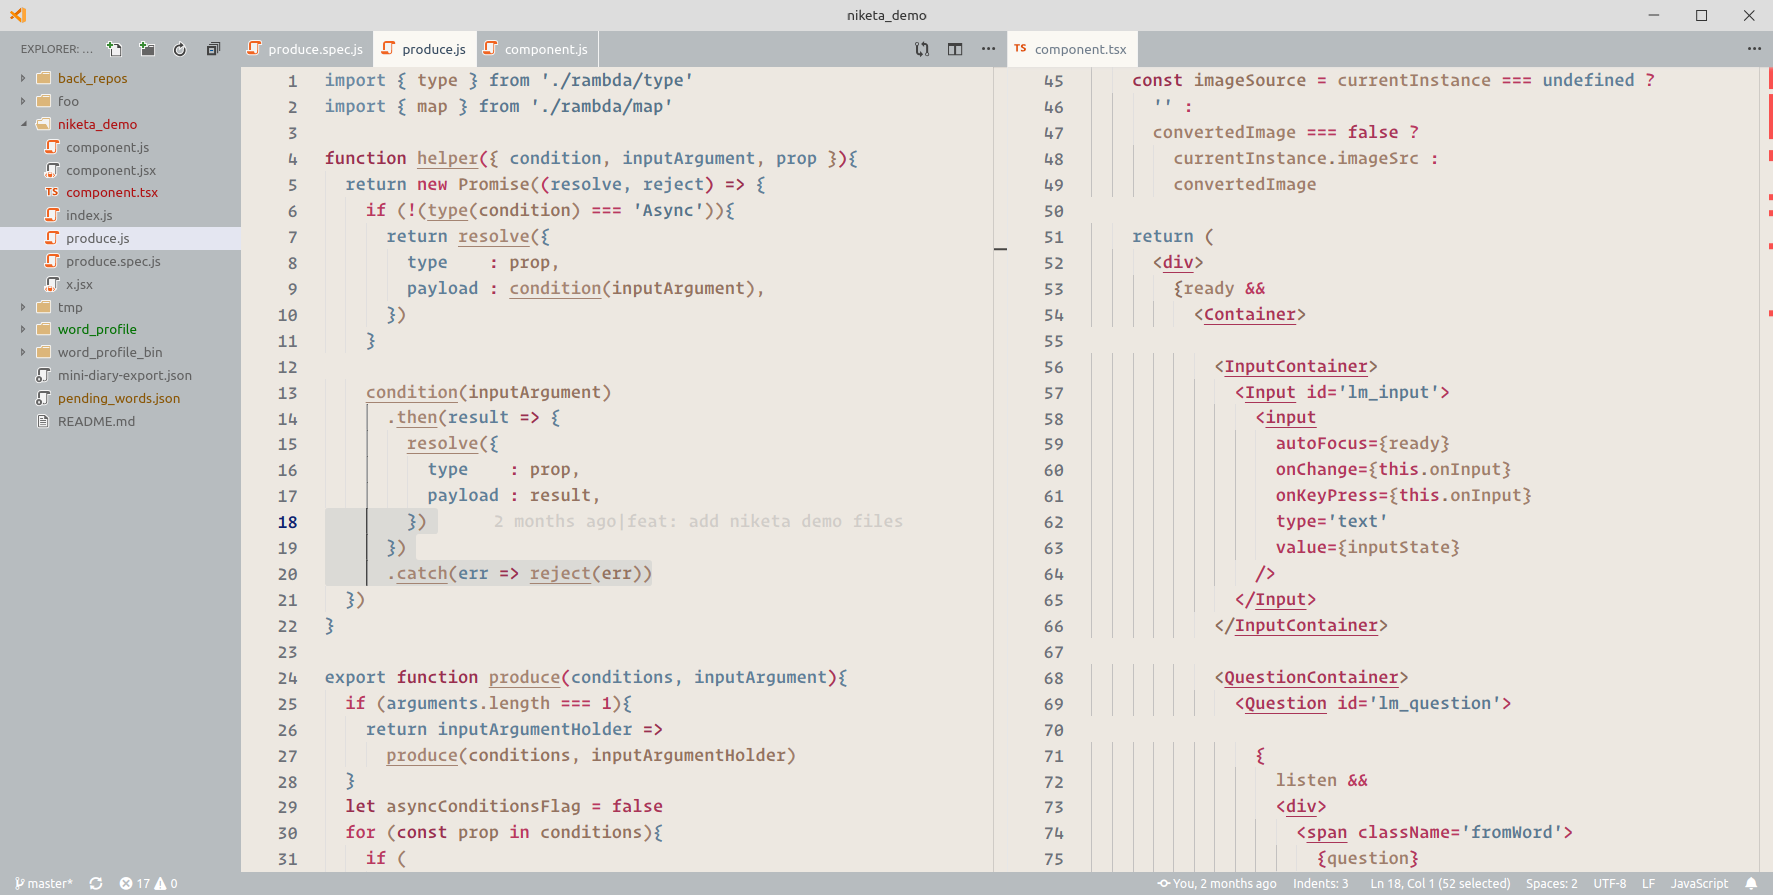 niketa_demo
EXPLORER: ...
back_repos
foo
niketa_demo
component.js
component.jsx
TS component.tsx
index.js
produce.js
produce.spec.js
x.jsx
tmp
word_profile
word_profile_bin
mini-diary-export.json
pending_words.json
README.md
produce.spec.js
produce.js
component.js
1 import { type } from './rambda/type'
2 import { map } from './rambda/map'
3
4 function helper({ condition, inputArgument, prop }){
5 return new Promise((resolve, reject) => {
6 if (!(type(condition) === 'Async')){
7 return resolve({
8 type : prop,
9 payload : condition(inputArgument),
10 })
11 }
12
13 condition(inputArgument)
14 .then(result => {
15 resolve({
16 type : prop,
17 payload : result,
18 }) 2 months ago|feat: add niketa demo files
19 })
20 .catch(err => reject(err))
21 })
22 }
23
24 export function produce(conditions, inputArgument){
25 if (arguments.length === 1){
26 return inputArgumentHolder =>
27 produce(conditions, inputArgumentHolder)
28 }
29 let asyncConditionsFlag = false
30 for (const prop in conditions){
31 if (
TS component.tsx
45 const imageSource = currentInstance === undefined ?
46 '' :
47 convertedImage === false ?
48 currentInstance.imageSrc :
49 convertedImage
50
51 return (
52 <div>
53 {ready &&
54 <Container>
55
56 <InputContainer>
57 <Input id='lm_input'>
58 <input
59 autoFocus={ready}
60 onChange={this.onInput}
61 onKeyPress={this.onInput}
62 type='text'
63 value={inputState}
64 />
65 </Input>
66 </InputContainer>
67
68 <QuestionContainer>
69 <Question id='lm_question'>
70
71 {
72 listen &&
73 <div>
74 <span className='fromWord'>
75 {question}
master* 17 0 You, 2 months ago Indents: 3 Ln 18, Col 1 (52 selected) Spaces: 2 UTF-8 LF JavaScript